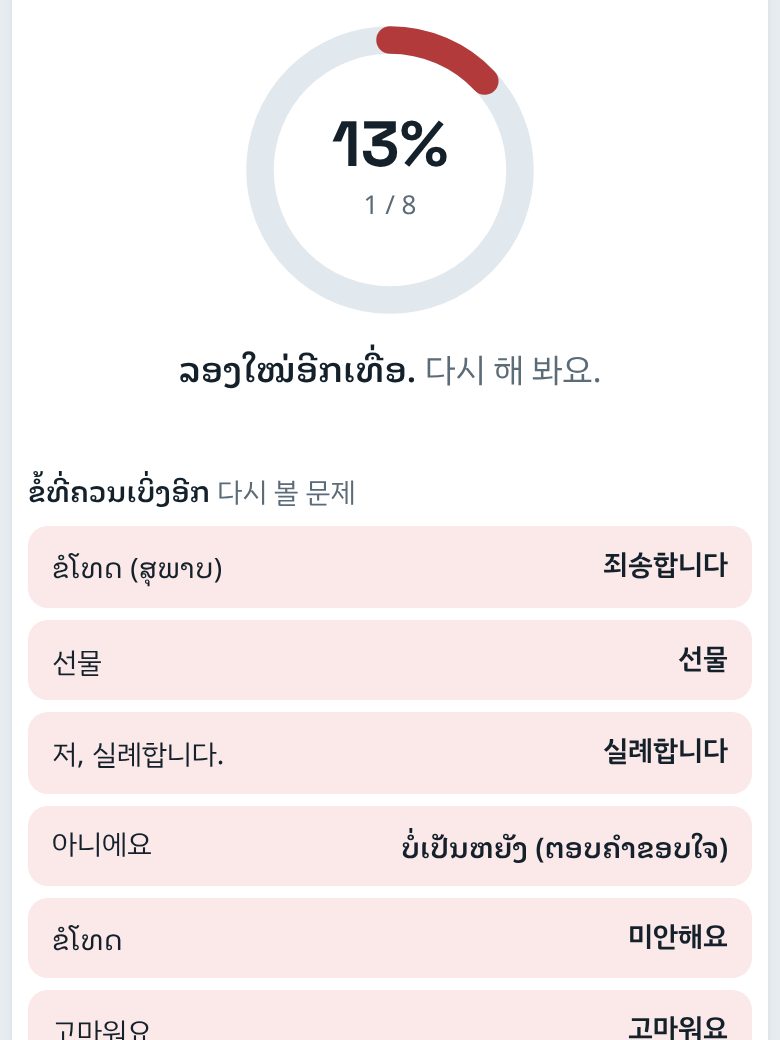 13%
1 / 8
ລອງໃໝ່ອີກເທື່ອ. 다시 해 봐요.
ຂໍ້ທີ່ຄວນເບິ່ງອີກ 다시 볼 문제
ຂໍໂທດ (ສຸພາບ) 죄송합니다
선물 선물
저, 실례합니다. 실례합니다
아니에요 ບໍ່ເປັນຫຍັງ (ຕອບຄຳຂອບໃຈ)
ຂໍໂທດ 미안해요
고마워요 고마워요